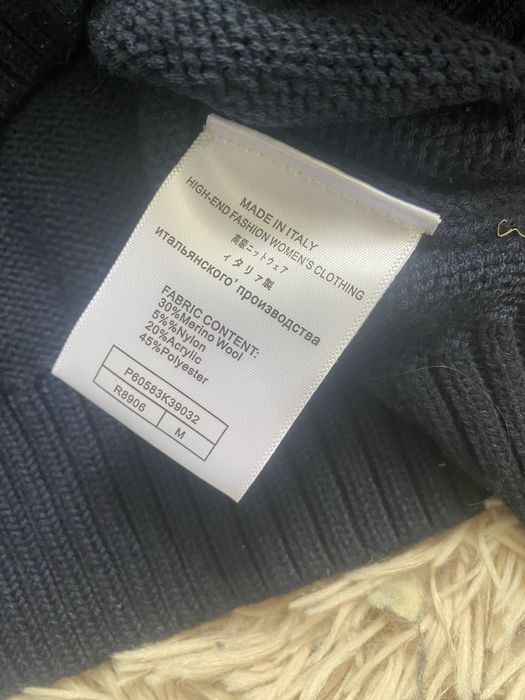 MADE IN ITALY
HIGH-END FASHION WOMEN'S CLOTHING
高級ニットウェア
イタリア製
итальянского' производства
FABRIC CONTENT:
30%Merino Wool
5%%Nylon
20%Acrylic
45%Polyester
P60583K39032
R8906 M